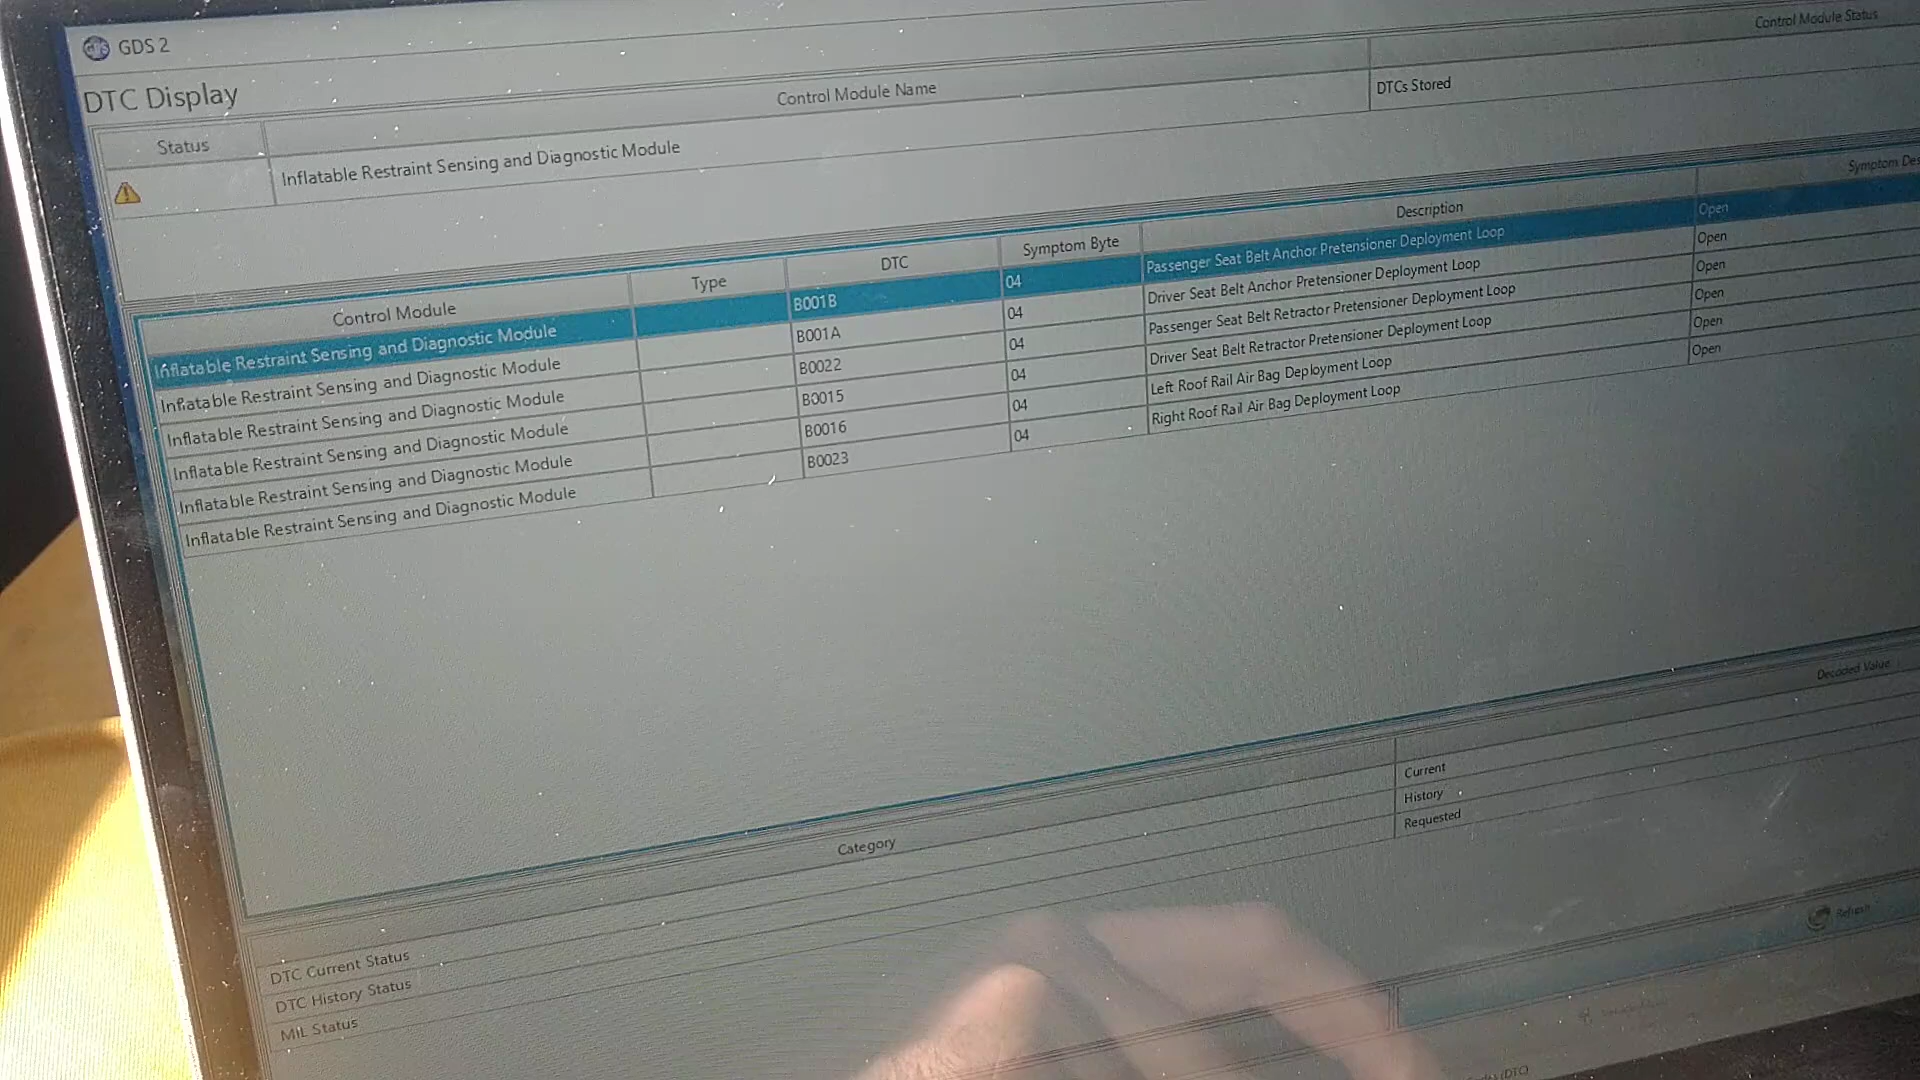 GDS 2
DTC Display
Status
Control Module Name
Control Module Status
Inflatable Restraint Sensing and Diagnostic Module
DTCs Stored
Control Module
Type
DTC
Symptom Byte
Description
Symptom Des
Inflatable Restraint Sensing and Diagnostic Module B001B 04 Passenger Seat Belt Anchor Pretensioner Deployment Loop Open
Inflatable Restraint Sensing and Diagnostic Module B001A 04 Driver Seat Belt Anchor Pretensioner Deployment Loop Open
Inflatable Restraint Sensing and Diagnostic Module B0022 04 Passenger Seat Belt Retractor Pretensioner Deployment Loop Open
Inflatable Restraint Sensing and Diagnostic Module B0015 04 Driver Seat Belt Retractor Pretensioner Deployment Loop Open
Inflatable Restraint Sensing and Diagnostic Module B0016 04 Left Roof Rail Air Bag Deployment Loop Open
Inflatable Restraint Sensing and Diagnostic Module B0023 04 Right Roof Rail Air Bag Deployment Loop Open
Category
Decoded Value
DTC Current Status Current
DTC History Status History
MIL Status Requested
Refresh
(DTC)